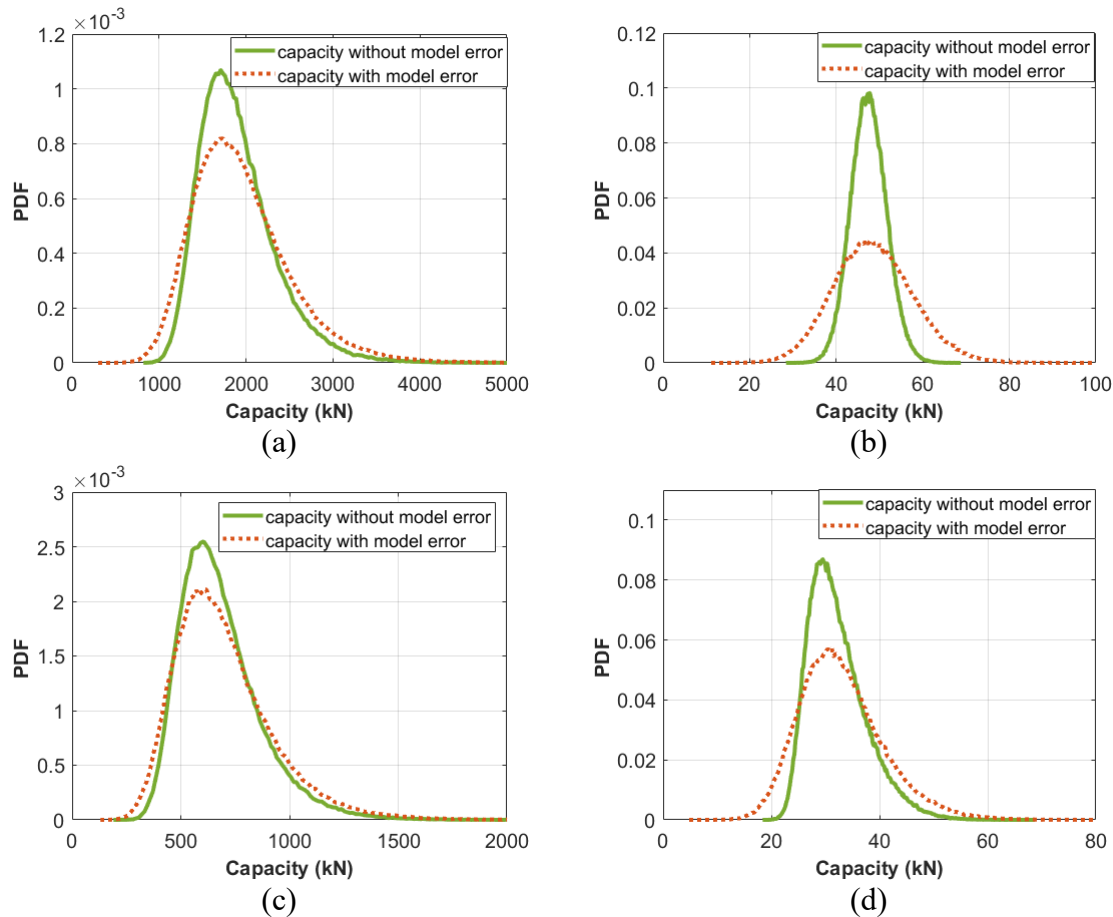 ×10⁻³
1.2
1
0.8
0.6
0.4
0.2
0
PDF
capacity without model error
capacity with model error
0 1000 2000 3000 4000 5000
Capacity (kN)
(a)
0.12
0.1
0.08
0.06
0.04
0.02
0
PDF
capacity without model error
capacity with model error
0 20 40 60 80 100
Capacity (kN)
(b)
×10⁻³
3
2.5
2
1.5
1
0.5
0
PDF
capacity without model error
capacity with model error
500 1000 1500 2000
Capacity (kN)
(c)
0.1
0.08
0.06
0.04
0.02
0
PDF
capacity without model error
capacity with model error
0 20 40 60 80
Capacity (kN)
(d)